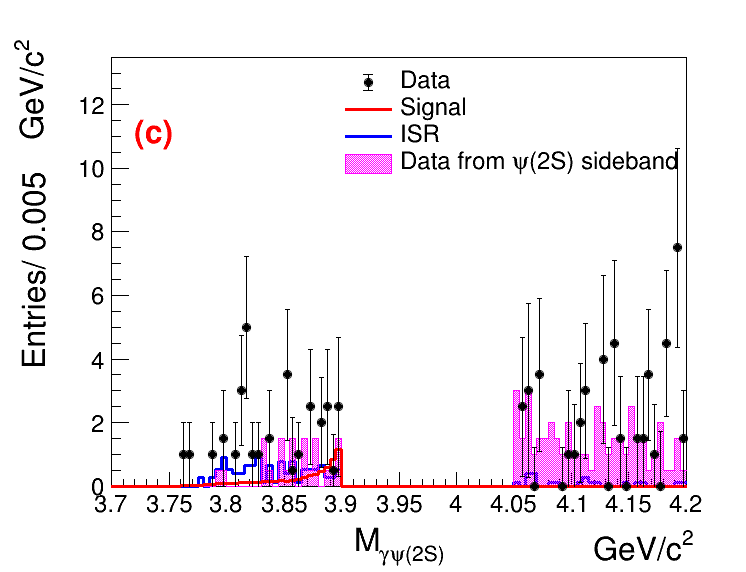 Entries/ 0.005 GeV/c²
12
10
8
6
4
2
0
(c)
Data
Signal
ISR
Data from ψ(2S) sideband
3.7 3.75 3.8 3.85 3.9 3.95 4 4.05 4.1 4.15 4.2
M_γψ(2S)
GeV/c²